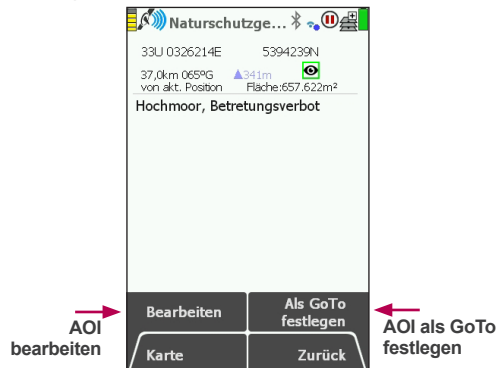 Naturschutzge...
33U 0326214E 5394239N
37,0km 065ºG ▲341m
von akt. Position Fläche:657.622m²
Hochmoor, Betretungsverbot
Bearbeiten
Als GoTo
festlegen
Karte
Zurück
AOI
bearbeiten
AOI als GoTo
festlegen